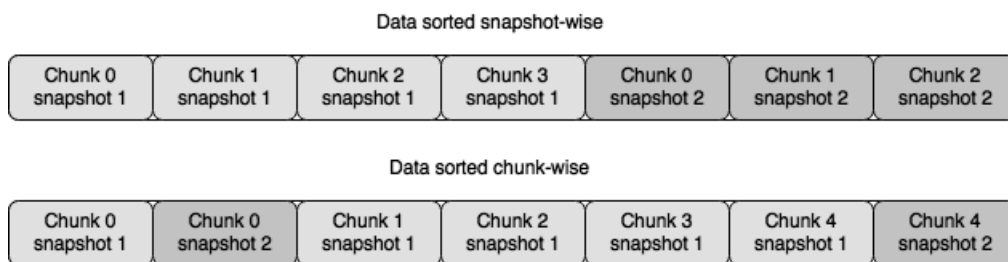 Data sorted snapshot-wise
Chunk 0 Chunk 1 Chunk 2 Chunk 3 Chunk 0 Chunk 1 Chunk 2
snapshot 1 snapshot 1 snapshot 1 snapshot 1 snapshot 2 snapshot 2 snapshot 2
Data sorted chunk-wise
Chunk 0 Chunk 0 Chunk 1 Chunk 2 Chunk 3 Chunk 4 Chunk 4
snapshot 1 snapshot 2 snapshot 1 snapshot 1 snapshot 1 snapshot 1 snapshot 2